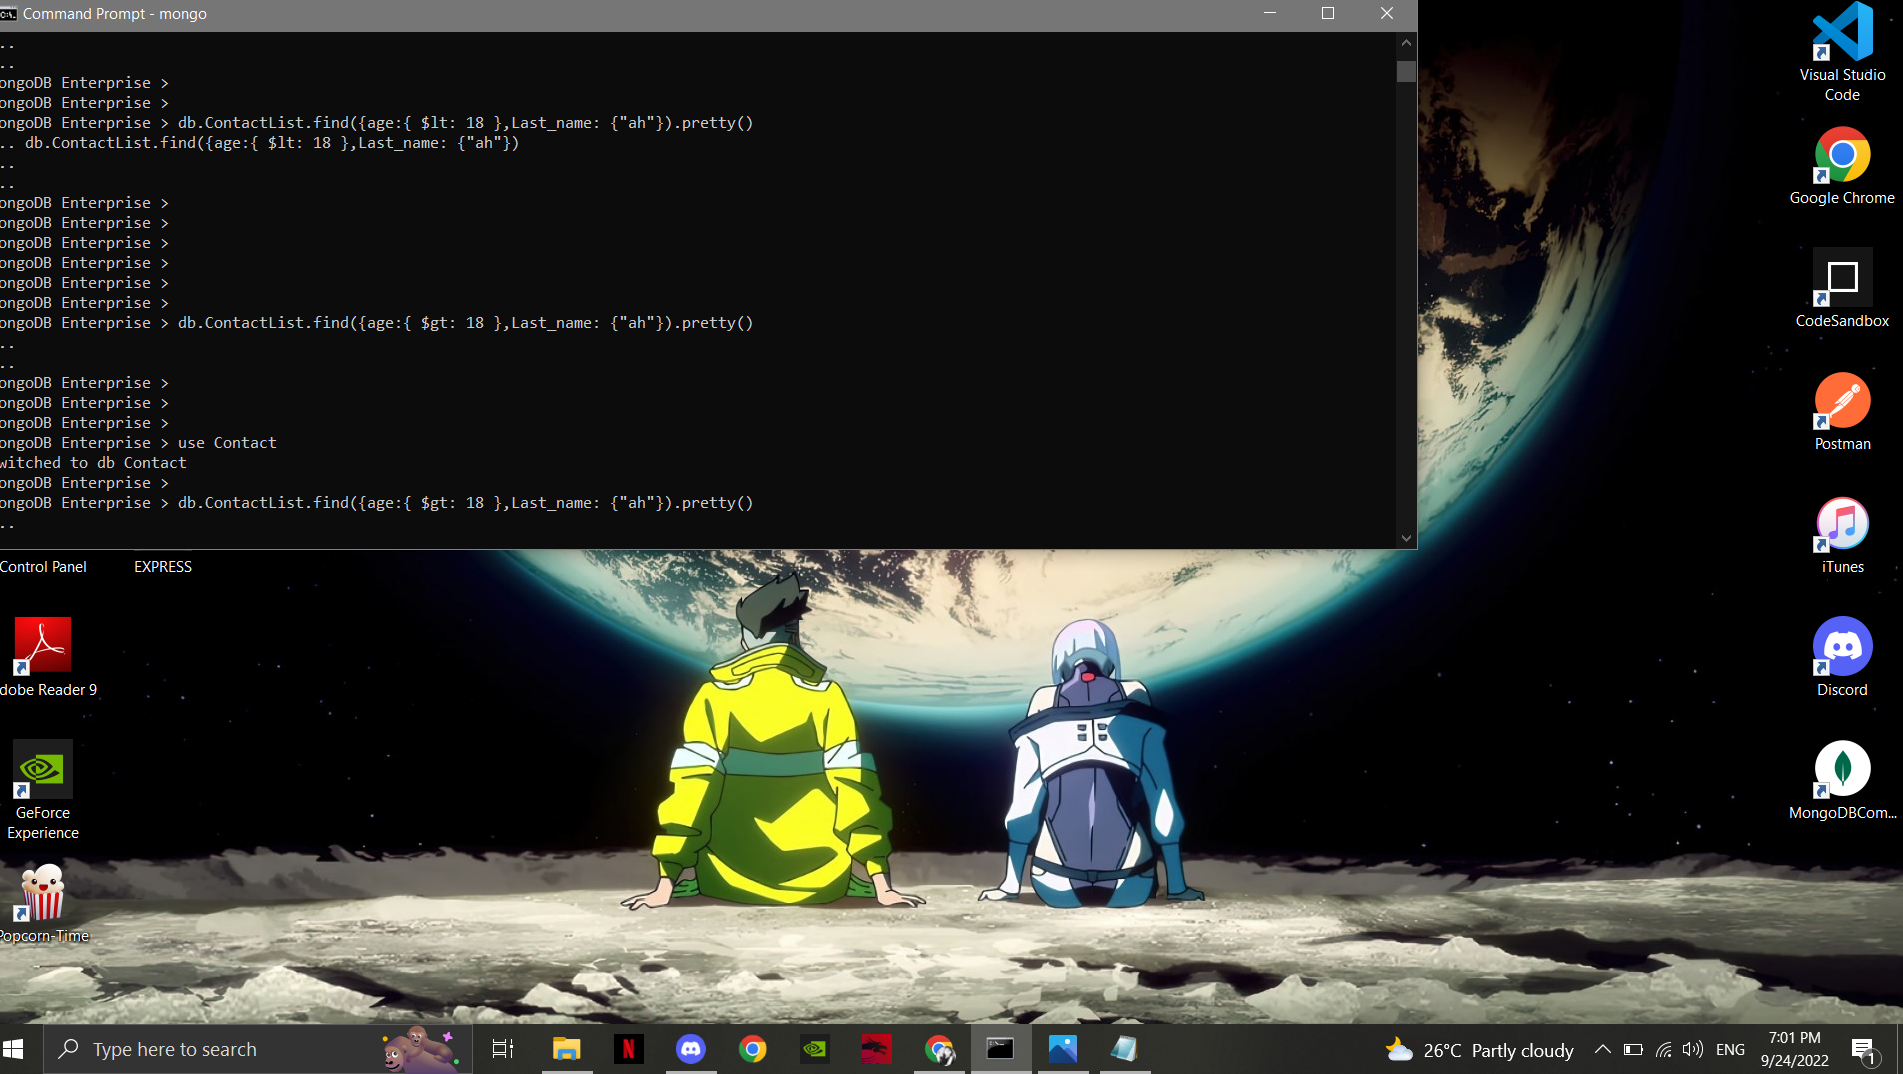 Command Prompt - mongo
..
..
ongoDB Enterprise >
ongoDB Enterprise >
ongoDB Enterprise > db.ContactList.find({age:{ $lt: 18 },Last_name: {"ah"}).pretty()
.. db.ContactList.find({age:{ $lt: 18 },Last_name: {"ah"})
..
..
ongoDB Enterprise >
ongoDB Enterprise >
ongoDB Enterprise >
ongoDB Enterprise >
ongoDB Enterprise >
ongoDB Enterprise >
ongoDB Enterprise > db.ContactList.find({age:{ $gt: 18 },Last_name: {"ah"}).pretty()
..
..
ongoDB Enterprise >
ongoDB Enterprise >
ongoDB Enterprise >
ongoDB Enterprise > use Contact
witched to db Contact
ongoDB Enterprise >
ongoDB Enterprise > db.ContactList.find({age:{ $gt: 18 },Last_name: {"ah"}).pretty()
..
Control Panel
EXPRESS
dobe Reader 9
GeForce
Experience
Popcorn-Time
Visual Studio
Code
Google Chrome
CodeSandbox
Postman
iTunes
Discord
MongoDBCom...
Type here to search
26°C Partly cloudy
ENG
7:01 PM
9/24/2022
1